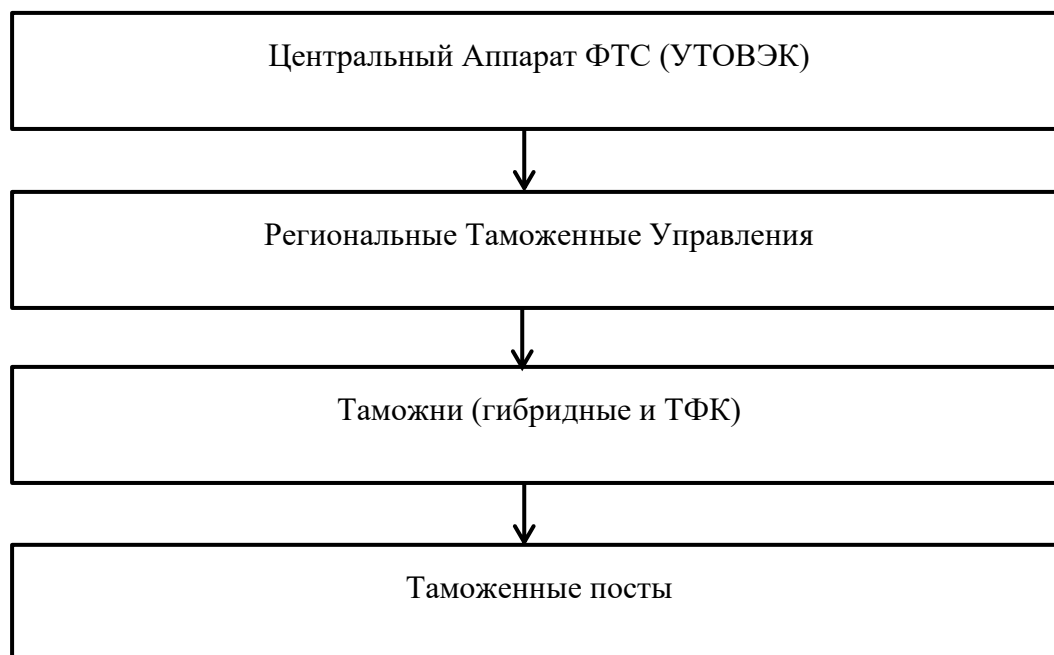 Центральный Аппарат ФТС (УТОВЭК)
Региональные Таможенные Управления
Таможни (гибридные и ТФК)
Таможенные посты